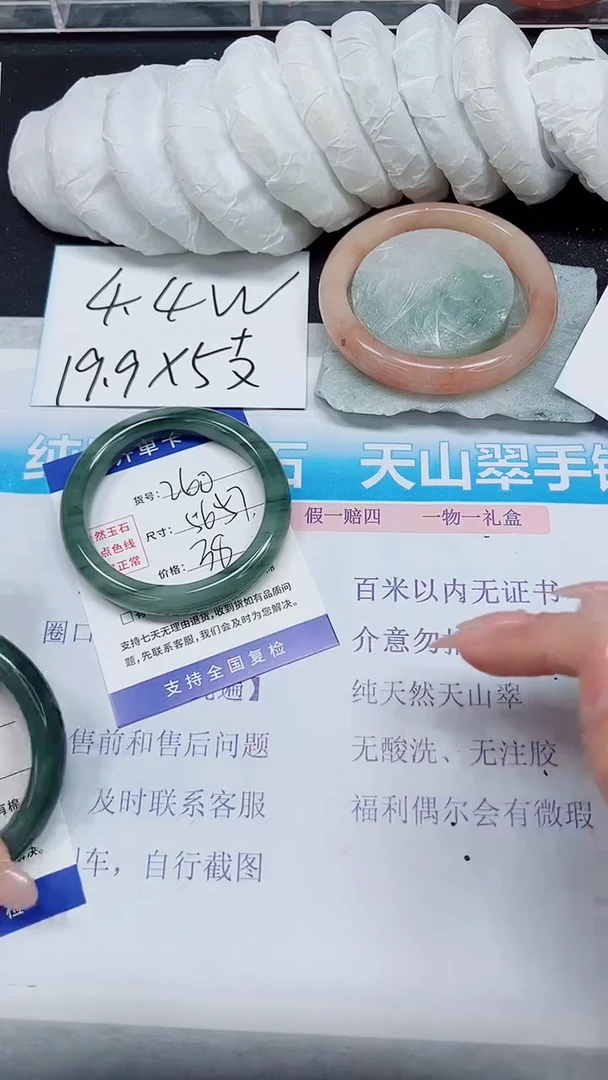 4.4W
19.9X5支
石 天山翠手
开单卡
货号：260
尺寸：5657.
价格：38
然玉石
点色线
正常
支持七天无理由退货，收到货如有品质问
题，先联系客服，我们会及时为您解决。
支持全国复检
假一赔四 一物一礼盒
百米以内无证书
圈口
介意勿
纯天然天山翠
售前和售后问题
无酸洗、无注胶
及时联系客服
福利偶尔会有微瑕
车，自行截图